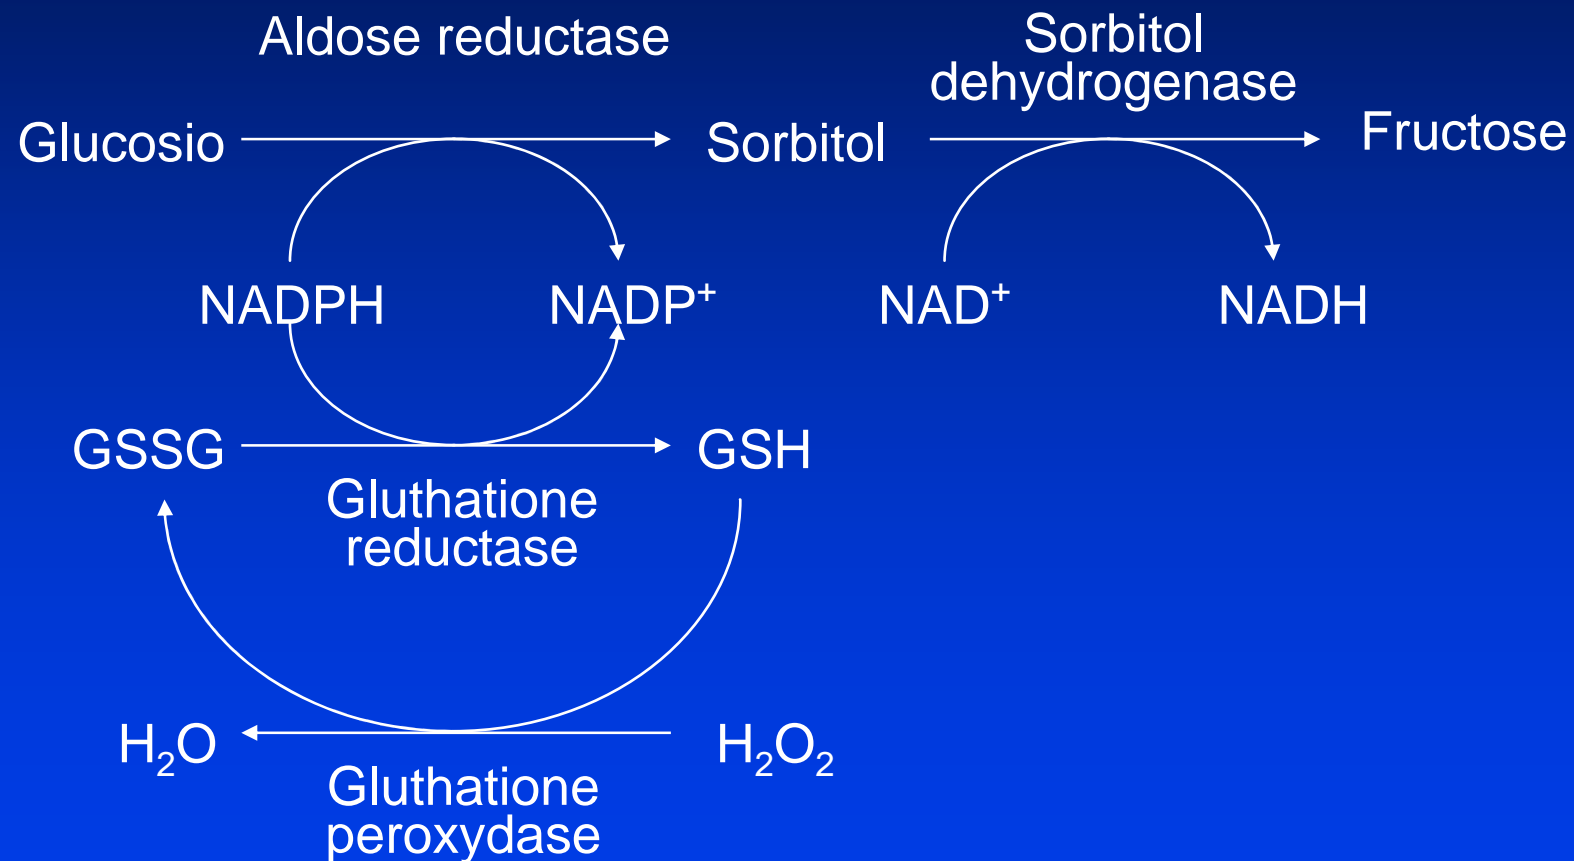 Aldose reductase
Sorbitol
dehydrogenase
Glucosio
Sorbitol
Fructose
NADPH
NADP⁺
NAD⁺
NADH
GSSG
GSH
Gluthatione
reductase
H₂O
H₂O₂
Gluthatione
peroxydase